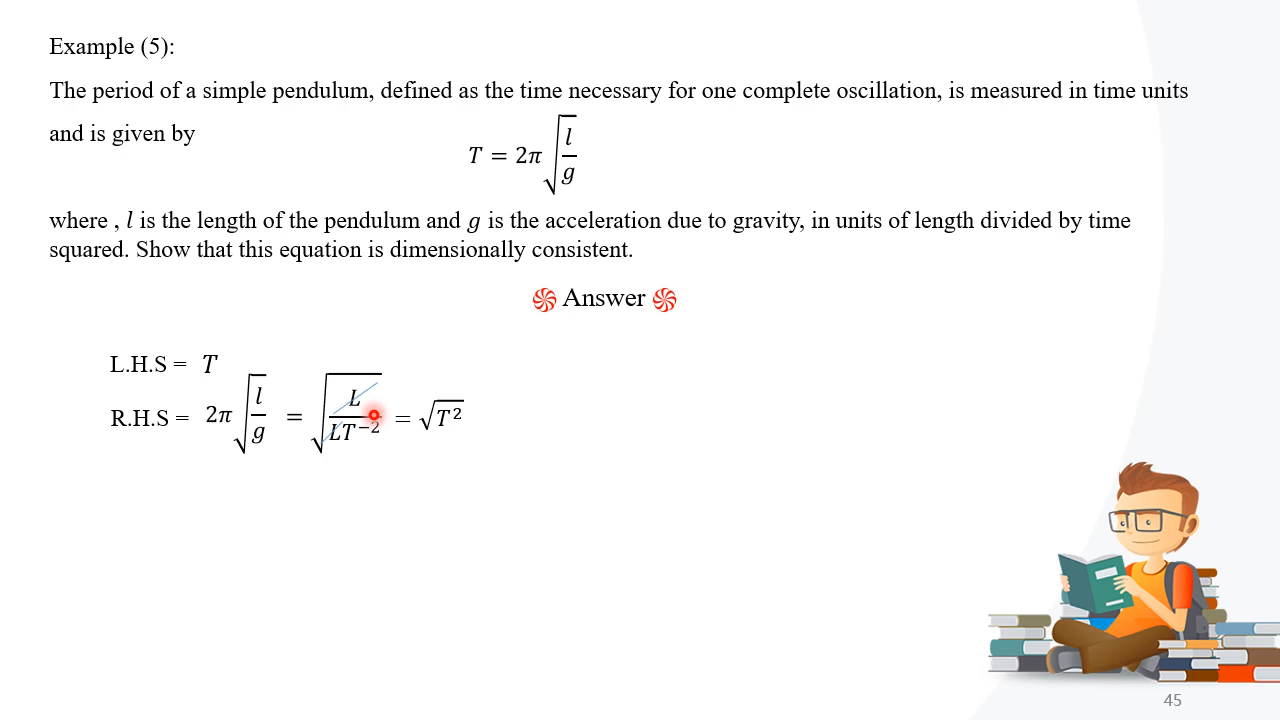 Example (5):
The period of a simple pendulum, defined as the time necessary for one complete oscillation, is measured in time units
and is given by
T = 2π √(l/g)
where , l is the length of the pendulum and g is the acceleration due to gravity, in units of length divided by time
squared. Show that this equation is dimensionally consistent.
Answer
L.H.S = T
R.H.S = 2π √(l/g) = √(L/LT⁻²) = √T²
45